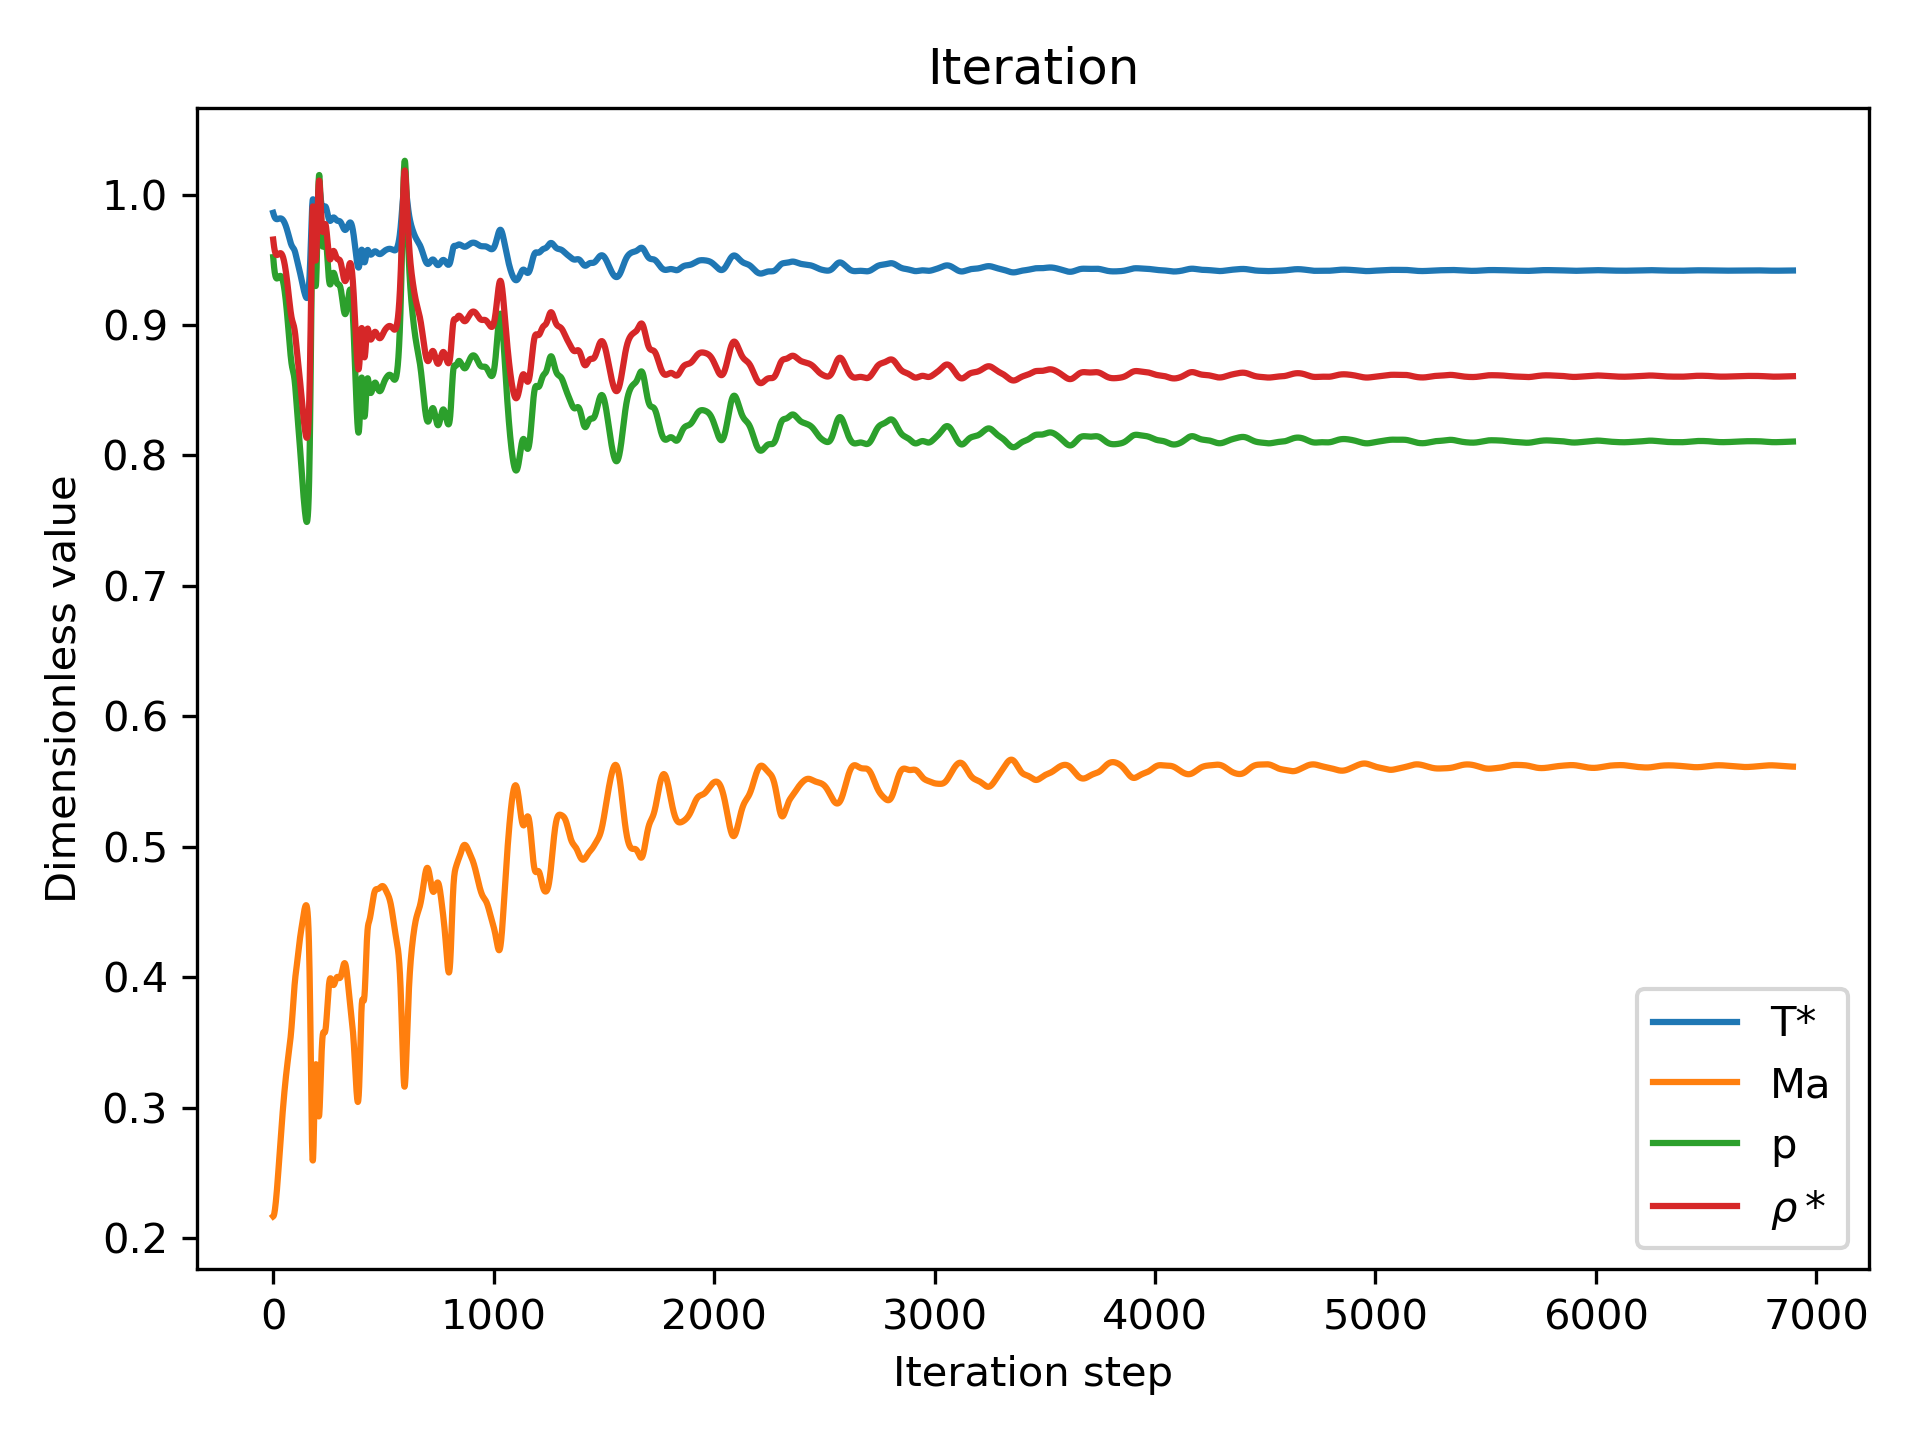 Iteration
Dimensionless value
1.0
0.9
0.8
0.7
0.6
0.5
0.4
0.3
0.2
T*
Ma
p
ρ*
0 1000 2000 3000 4000 5000 6000 7000
Iteration step